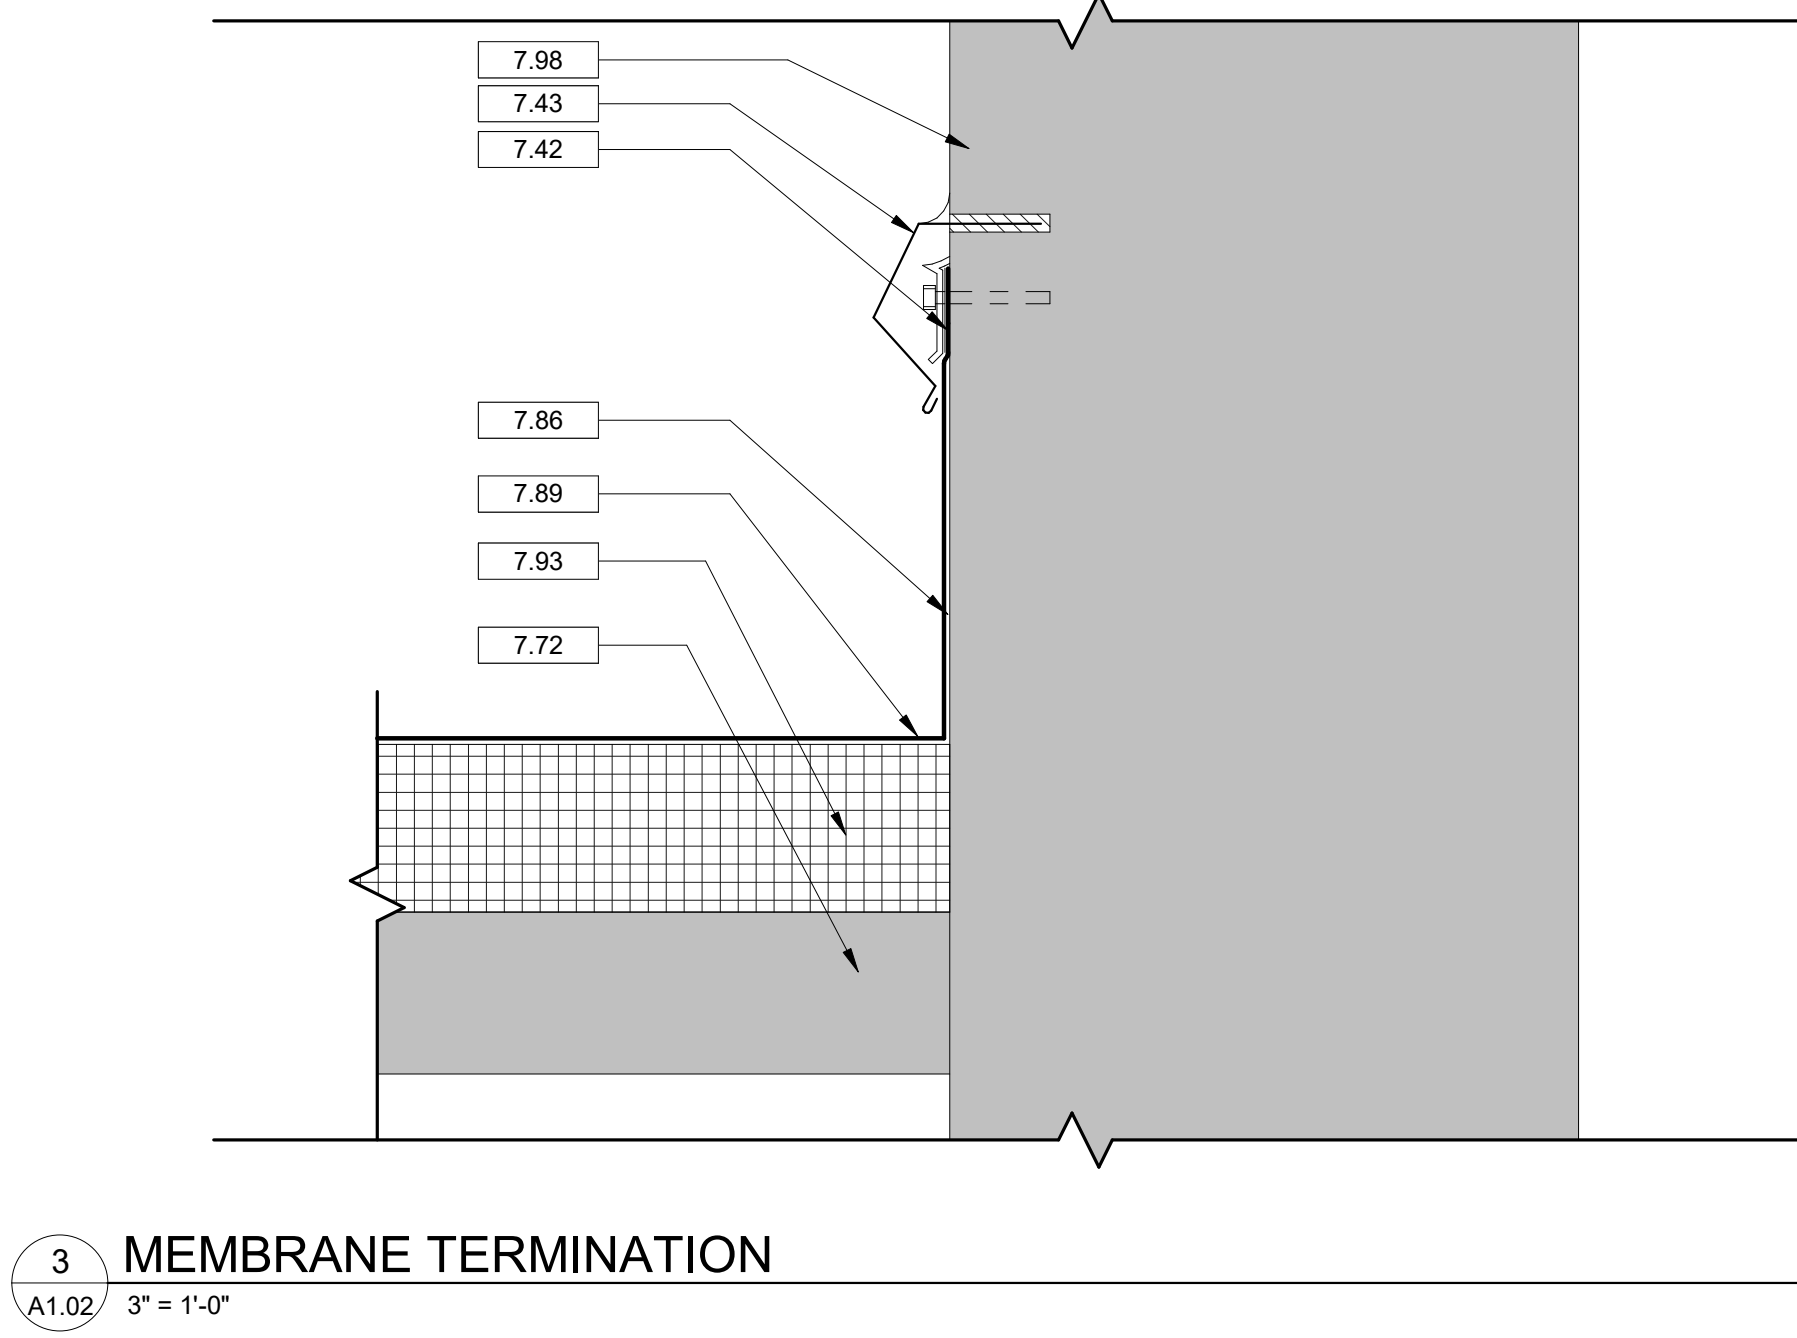 7.98
7.43
7.42
7.86
7.89
7.93
7.72
3
MEMBRANE TERMINATION
A1.02
3" = 1'-0"